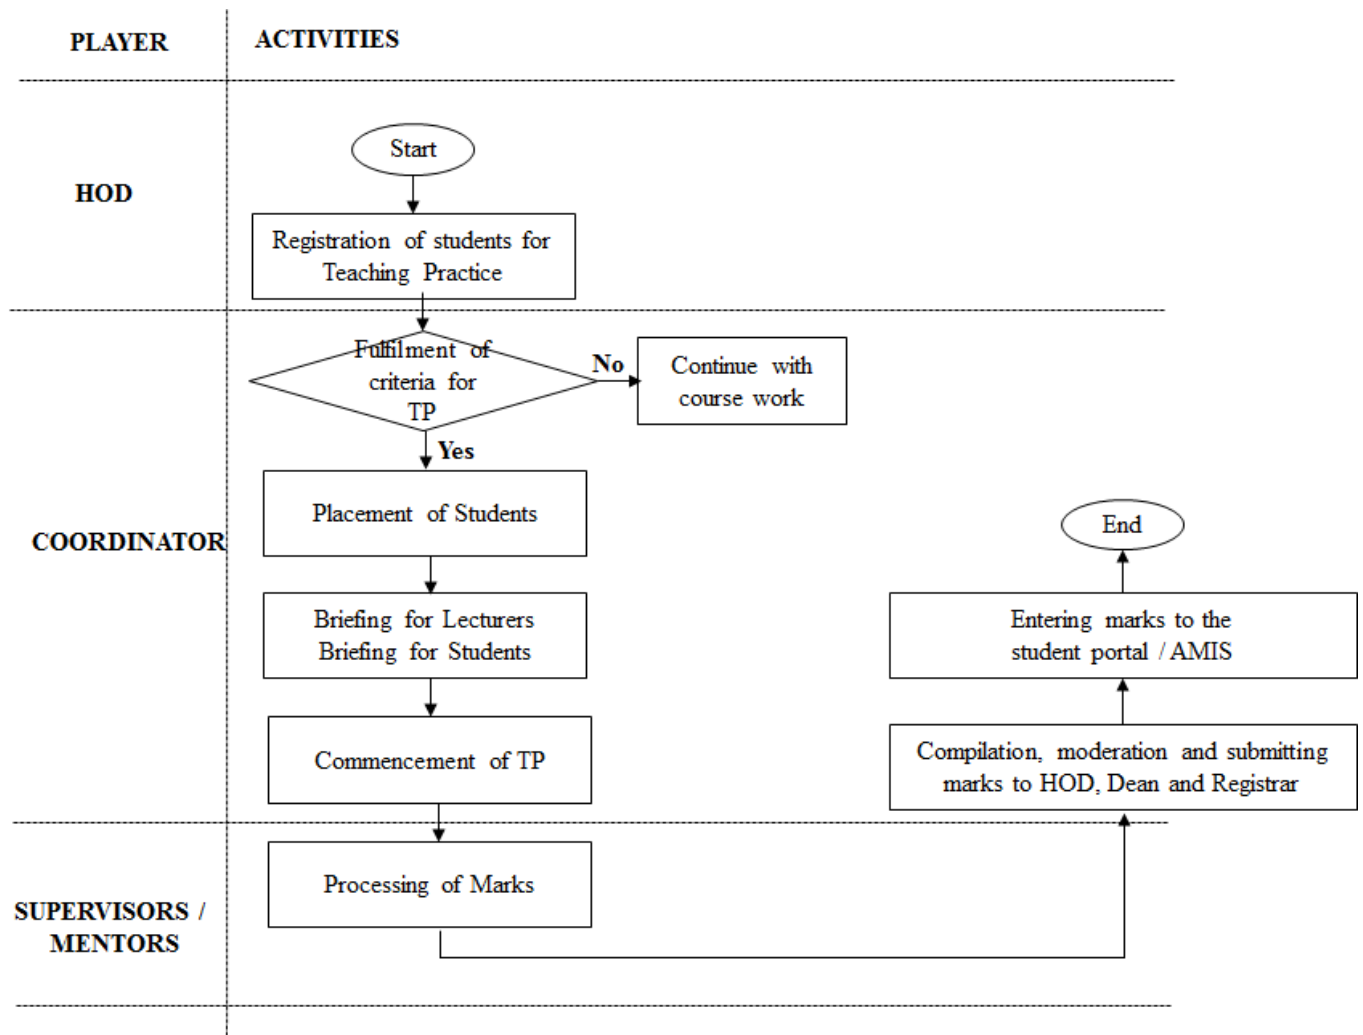 PLAYER
ACTIVITIES
HOD
Start
Registration of students for
Teaching Practice
COORDINATOR
Fulfilment of
criteria for
TP
No
Continue with
course work
Yes
Placement of Students
Briefing for Lecturers
Briefing for Students
Commencement of TP
End
Entering marks to the
student portal / AMIS
Compilation, moderation and submitting
marks to HOD, Dean and Registrar
SUPERVISORS /
MENTORS
Processing of Marks